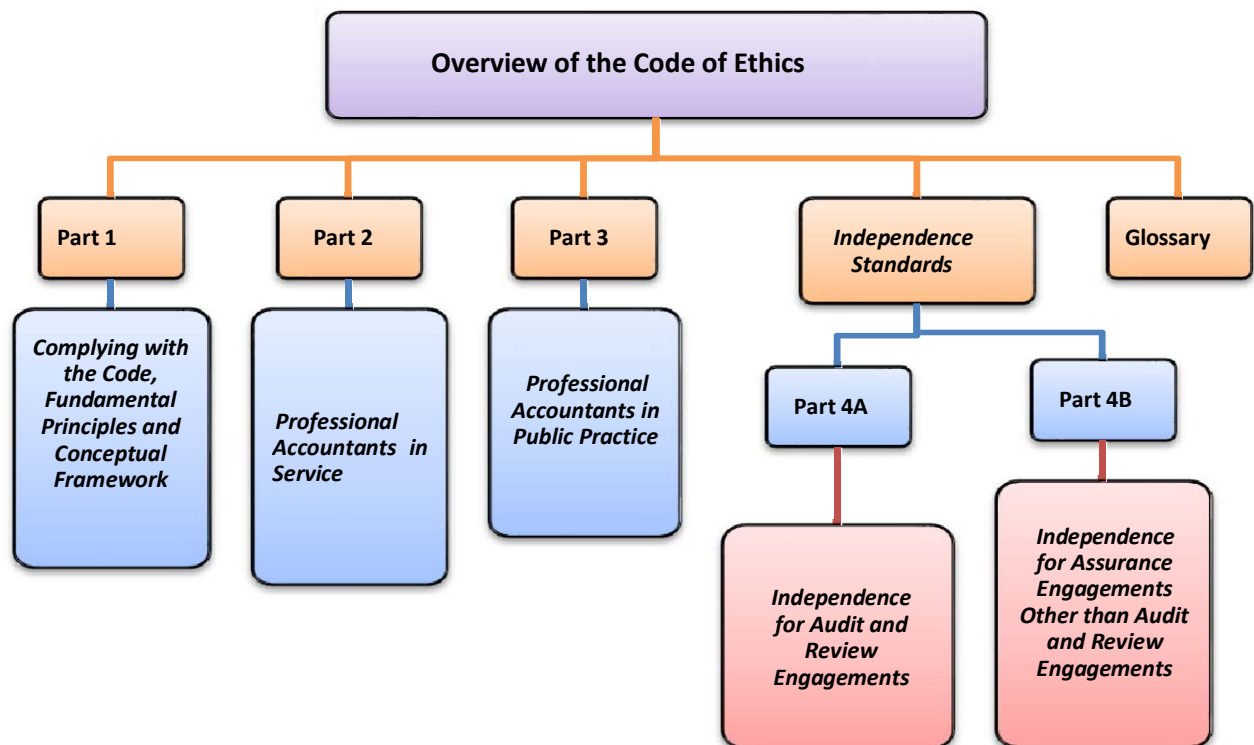 Overview of the Code of Ethics
Part 1
Part 2
Part 3
Independence
Standards
Glossary
Complying with
the Code,
Fundamental
Principles and
Conceptual
Framework
Professional
Accountants in
Service
Professional
Accountants in
Public Practice
Part 4A
Part 4B
Independence
for Audit and
Review
Engagements
Independence
for Assurance
Engagements
Other than Audit
and Review
Engagements